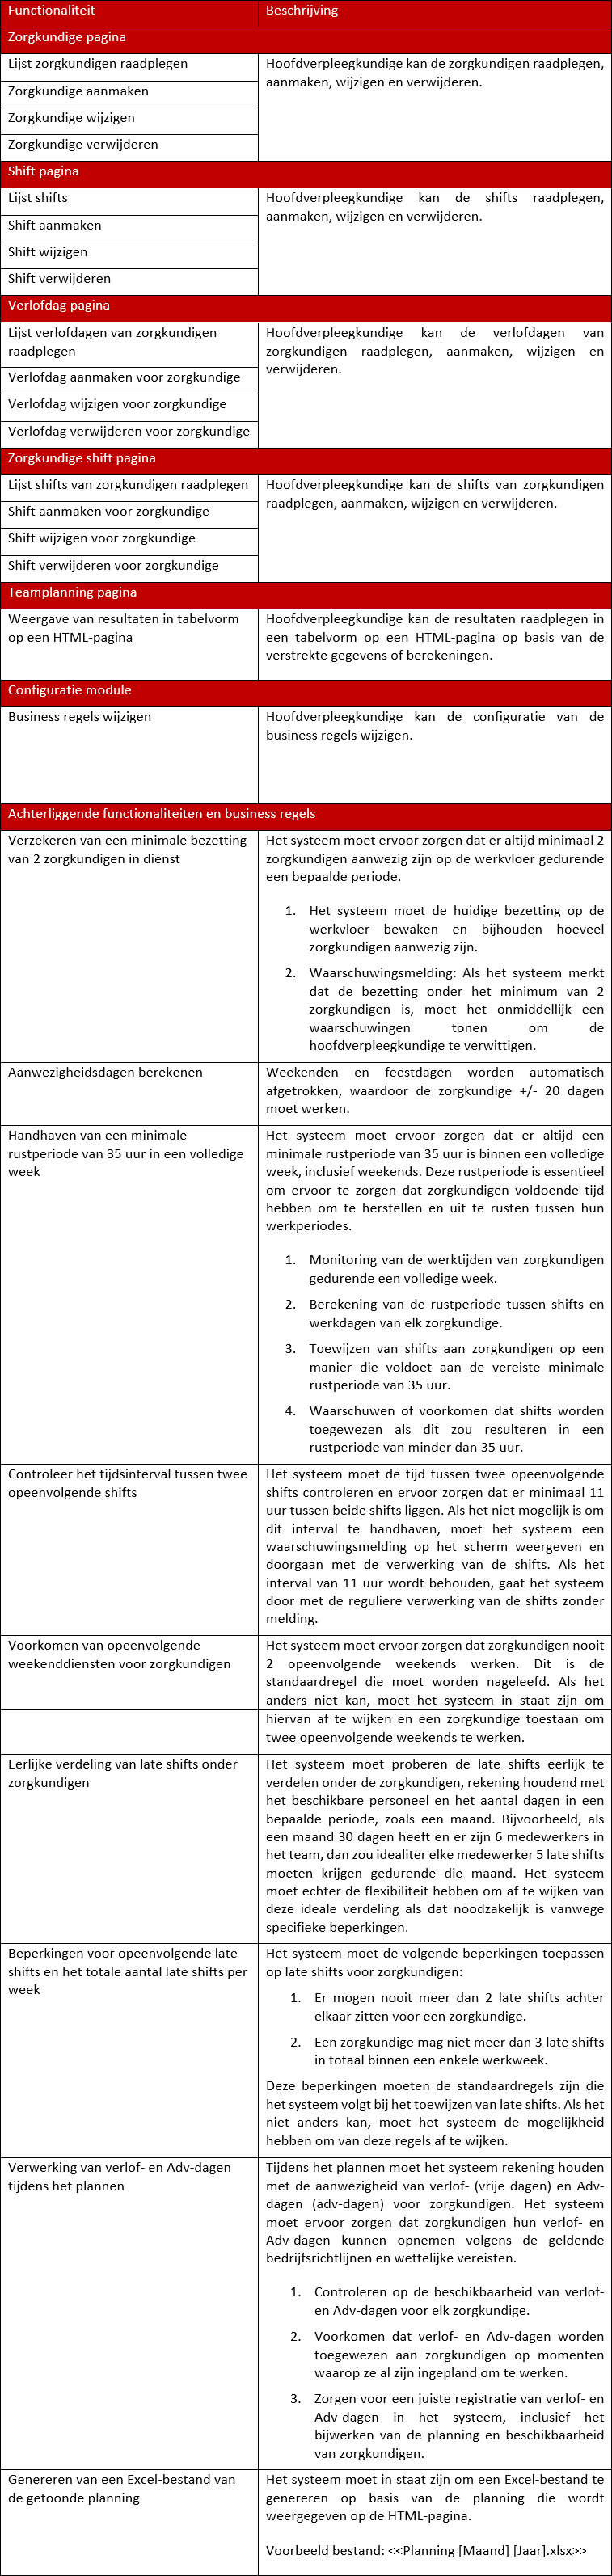 Functionaliteit Beschrijving
Zorgkundige pagina
Lijst zorgkundigen raadplegen
Zorgkundige aanmaken
Zorgkundige wijzigen
Zorgkundige verwijderen
Hoofdverpleegkundige kan de zorgkundigen raadplegen,
aanmaken, wijzigen en verwijderen.
Shift pagina
Lijst shifts
Shift aanmaken
Shift wijzigen
Shift verwijderen
Hoofdverpleegkundige kan de shifts raadplegen,
aanmaken, wijzigen en verwijderen.
Verlofdag pagina
Lijst verlofdagen van zorgkundigen
raadplegen
Verlofdag aanmaken voor zorgkundige
Verlofdag wijzigen voor zorgkundige
Verlofdag verwijderen voor zorgkundige
Hoofdverpleegkundige kan de verlofdagen van
zorgkundigen raadplegen, aanmaken, wijzigen en
verwijderen.
Zorgkundige shift pagina
Lijst shifts van zorgkundigen raadplegen
Shift aanmaken voor zorgkundige
Shift wijzigen voor zorgkundige
Shift verwijderen voor zorgkundige
Hoofdverpleegkundige kan de shifts van zorgkundigen
raadplegen, aanmaken, wijzigen en verwijderen.
Teamplanning pagina
Weergave van resultaten in tabelvorm
op een HTML-pagina
Hoofdverpleegkundige kan de resultaten raadplegen in
een tabelvorm op een HTML-pagina op basis van de
verstrekte gegevens of berekeningen.
Configuratie module
Business regels wijzigen
Hoofdverpleegkundige kan de configuratie van de
business regels wijzigen.
Achterliggende functionaliteiten en business regels
Verzekeren van een minimale bezetting
van 2 zorgkundigen in dienst
Het systeem moet ervoor zorgen dat er altijd minimaal 2
zorgkundigen aanwezig zijn op de werkvloer gedurende
een bepaalde periode.
1. Het systeem moet de huidige bezetting op de
werkvloer bewaken en bijhouden hoeveel
zorgkundigen aanwezig zijn.
2. Waarschuwingsmelding: Als het systeem merkt
dat de bezetting onder het minimum van 2
zorgkundigen is, moet het onmiddellijk een
waarschuwingen tonen om de
hoofdverpleegkundige te verwittigen.
Aanwezigheidsdagen berekenen
Weekenden en feestdagen worden automatisch
afgetrokken, waardoor de zorgkundige +/- 20 dagen
moet werken.
Handhaven van een minimale
rustperiode van 35 uur in een volledige
week
Het systeem moet ervoor zorgen dat er altijd een
minimale rustperiode van 35 uur is binnen een volledige
week, inclusief weekends. Deze rustperiode is essentieel
om ervoor te zorgen dat zorgkundigen voldoende tijd
hebben om te herstellen en uit te rusten tussen hun
werkperiodes.
1. Monitoring van de werktijden van zorgkundigen
gedurende een volledige week.
2. Berekening van de rustperiode tussen shifts en
werkdagen van elk zorgkundige.
3. Toewijzen van shifts aan zorgkundigen op een
manier die voldoet aan de vereiste minimale
rustperiode van 35 uur.
4. Waarschuwen of voorkomen dat shifts worden
toegewezen als dit zou resulteren in een
rustperiode van minder dan 35 uur.
Controleer het tijdsinterval tussen twee
opeenvolgende shifts
Het systeem moet de tijd tussen twee opeenvolgende
shifts controleren en ervoor zorgen dat er minimaal 11
uur tussen beide shifts liggen. Als het niet mogelijk is om
dit interval te handhaven, moet het systeem een
waarschuwingsmelding op het scherm weergeven en
doorgaan met de verwerking van de shifts. Als het
interval van 11 uur wordt behouden, gaat het systeem
door met de reguliere verwerking van de shifts zonder
melding.
Voorkomen van opeenvolgende
weekenddiensten voor zorgkundigen
Het systeem moet ervoor zorgen dat zorgkundigen nooit
2 opeenvolgende weekends werken. Dit is de
standaardregel die moet worden nageleefd. Als het
anders niet kan, moet het systeem in staat zijn om
hiervan af te wijken en een zorgkundige toestaan om
twee opeenvolgende weekends te werken.
Eerlijke verdeling van late shifts onder
zorgkundigen
Het systeem moet proberen de late shifts eerlijk te
verdelen onder de zorgkundigen, rekening houdend met
het beschikbare personeel en het aantal dagen in een
bepaalde periode, zoals een maand. Bijvoorbeeld, als
een maand 30 dagen heeft en er zijn 6 medewerkers in
het team, dan zou idealiter elke medewerker 5 late shifts
moeten krijgen gedurende die maand. Het systeem
moet echter de flexibiliteit hebben om af te wijken van
deze ideale verdeling als dat noodzakelijk is vanwege
specifieke beperkingen.
Beperkingen voor opeenvolgende late
shifts en het totale aantal late shifts per
week
Het systeem moet de volgende beperkingen toepassen
op late shifts voor zorgkundigen:
1. Er mogen nooit meer dan 2 late shifts achter
elkaar zitten voor een zorgkundige.
2. Een zorgkundige mag niet meer dan 3 late shifts
in totaal binnen een enkele werkweek.
Deze beperkingen moeten de standaardregels zijn die
het systeem volgt bij het toewijzen van late shifts. Als het
niet anders kan, moet het systeem de mogelijkheid
hebben om van deze regels af te wijken.
Verwerking van verlof- en Adv-dagen
tijdens het plannen
Tijdens het plannen moet het systeem rekening houden
met de aanwezigheid van verlof- (vrije dagen) en Adv-
dagen (adv-dagen) voor zorgkundigen. Het systeem
moet ervoor zorgen dat zorgkundigen hun verlof- en
Adv-dagen kunnen opnemen volgens de geldende
bedrijfsrichtlijnen en wettelijke vereisten.
1. Controleren op de beschikbaarheid van verlof-
en Adv-dagen voor elk zorgkundige.
2. Voorkomen dat verlof- en Adv-dagen worden
toegewezen aan zorgkundigen op momenten
waarop ze al zijn ingepland om te werken.
3. Zorgen voor een juiste registratie van verlof- en
Adv-dagen in het systeem, inclusief het
bijwerken van de planning en beschikbaarheid
van zorgkundigen.
Genereren van een Excel-bestand van
de getoonde planning
Het systeem moet in staat zijn om een Excel-bestand te
genereren op basis van de planning die wordt
weergegeven op de HTML-pagina.
Voorbeeld bestand: <<Planning [Maand] [Jaar].xlsx>>